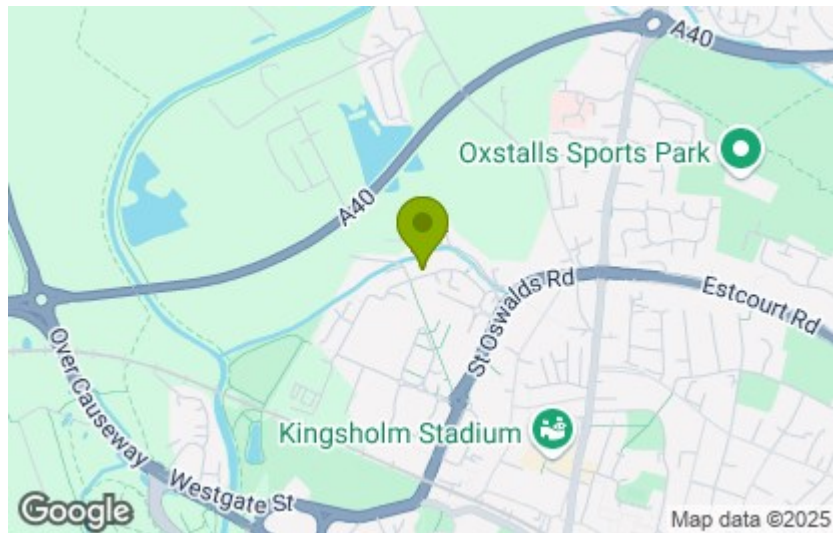 A40
Oxstalls Sports Park
A40
St Oswalds Rd
Estcourt Rd
Over Causeway
Kingsholm Stadium
Westgate St
Google
Map data ©2025